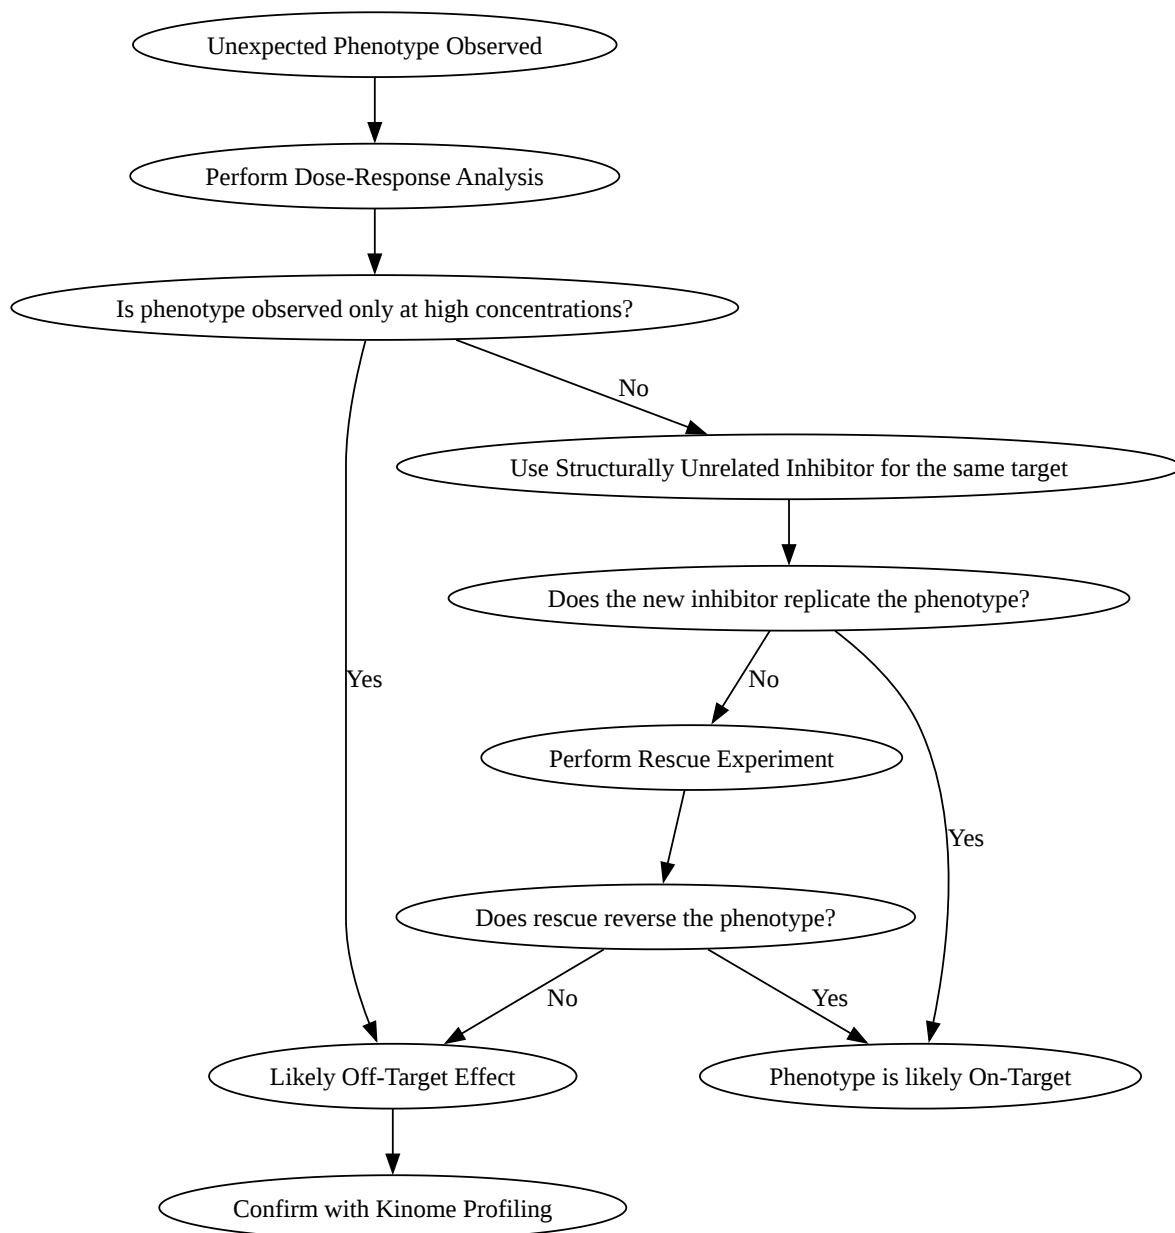 Unexpected Phenotype Observed
Perform Dose-Response Analysis
Is phenotype observed only at high concentrations?
No
Use Structurally Unrelated Inhibitor for the same target
Does the new inhibitor replicate the phenotype?
Yes
No
Perform Rescue Experiment
Yes
Does rescue reverse the phenotype?
No
Yes
Likely Off-Target Effect
Phenotype is likely On-Target
Confirm with Kinome Profiling